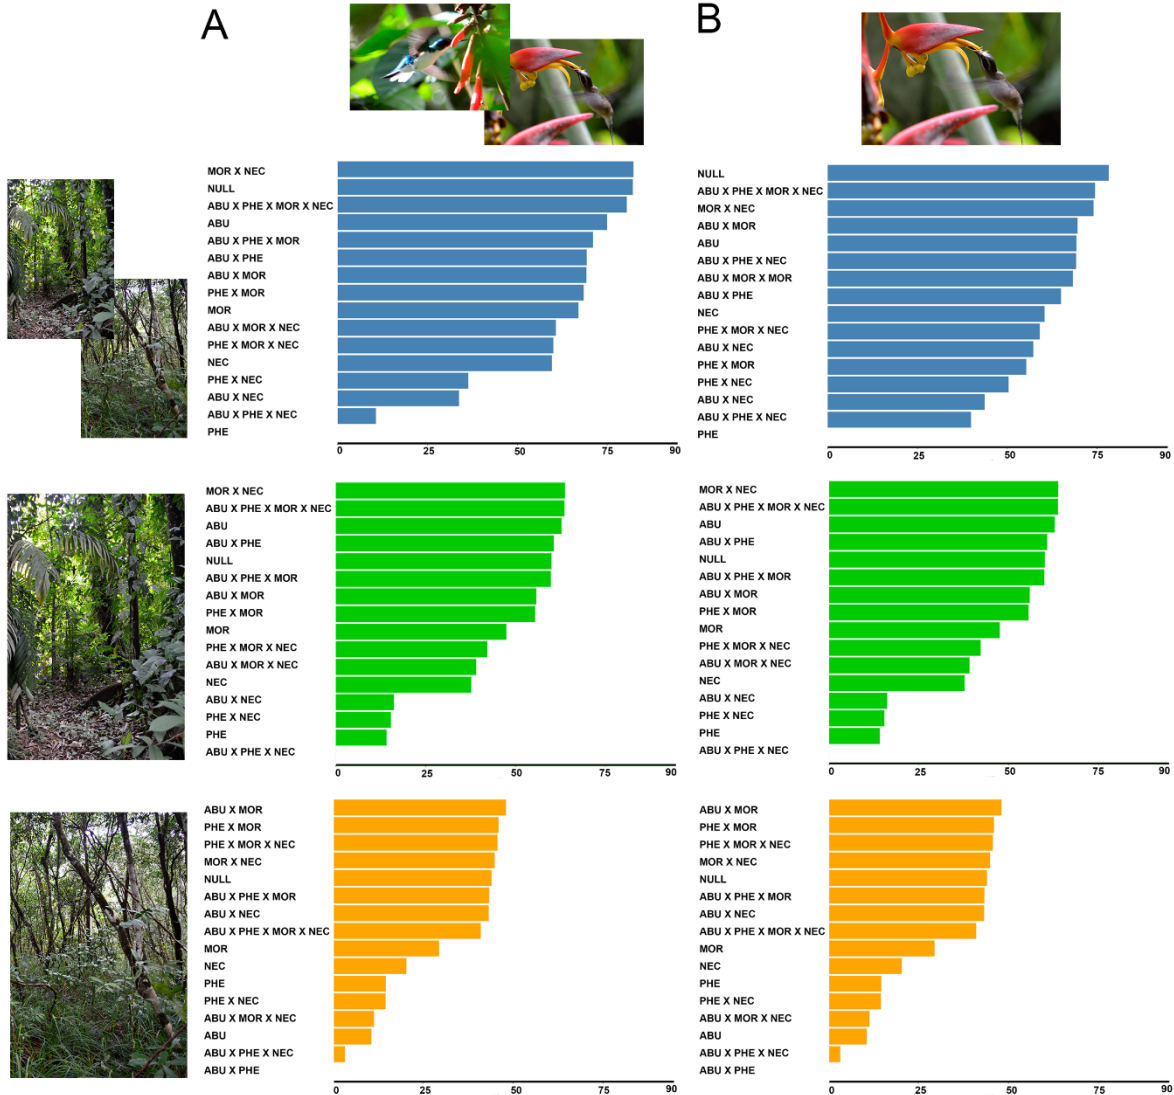 A
B
MOR X NEC
NULL
ABU X PHE X MOR X NEC
ABU
ABU X PHE X MOR
ABU X PHE
ABU X MOR
PHE X MOR
MOR
ABU X MOR X NEC
PHE X MOR X NEC
NEC
PHE X NEC
ABU X NEC
ABU X PHE X NEC
PHE
0 25 50 75 90
NULL
ABU X PHE X MOR X NEC
MOR X NEC
ABU X MOR
ABU
ABU X PHE X NEC
ABU X MOR X MOR
ABU X PHE
NEC
PHE X MOR X NEC
ABU X NEC
PHE X MOR
PHE X NEC
ABU X NEC
ABU X PHE X NEC
PHE
0 25 50 75 90
MOR X NEC
ABU X PHE X MOR X NEC
ABU
ABU X PHE
NULL
ABU X PHE X MOR
ABU X MOR
PHE X MOR
MOR
PHE X MOR X NEC
ABU X MOR X NEC
NEC
ABU X NEC
PHE X NEC
PHE
ABU X PHE X NEC
0 25 50 75 90
MOR X NEC
ABU X PHE X MOR X NEC
ABU
ABU X PHE
NULL
ABU X PHE X MOR
ABU X MOR
PHE X MOR
MOR
PHE X MOR X NEC
ABU X MOR X NEC
NEC
ABU X NEC
PHE X NEC
PHE
ABU X PHE X NEC
0 25 50 75 90
ABU X MOR
PHE X MOR
PHE X MOR X NEC
MOR X NEC
NULL
ABU X PHE X MOR
ABU X NEC
ABU X PHE X MOR X NEC
MOR
NEC
PHE
PHE X NEC
ABU X MOR X NEC
ABU
ABU X PHE X NEC
ABU X PHE
0 25 50 75 90
ABU X MOR
PHE X MOR
PHE X MOR X NEC
MOR X NEC
NULL
ABU X PHE X MOR
ABU X NEC
ABU X PHE X MOR X NEC
MOR
NEC
PHE
PHE X NEC
ABU X MOR X NEC
ABU
ABU X PHE X NEC
ABU X PHE
0 25 50 75 90